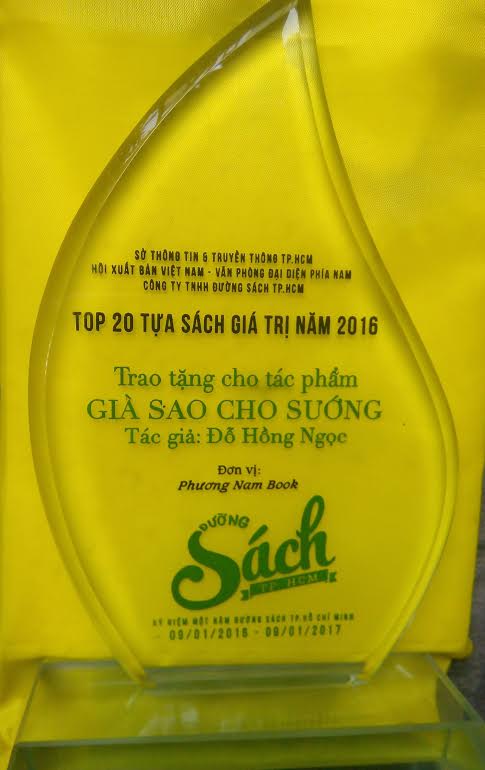 SỞ THÔNG TIN & TRUYỀN THÔNG TP.HCM
HỘI XUẤT BẢN VIỆT NAM - VĂN PHÒNG ĐẠI DIỆN PHÍA NAM
CÔNG TY TNHH ĐƯỜNG SÁCH TP.HCM
TOP 20 TỰA SÁCH GIÁ TRỊ NĂM 2016
Trao tặng cho tác phẩm
GIÀ SAO CHO SƯỚNG
Tác giả: Đỗ Hồng Ngọc
Đơn vị:
Phương Nam Book
ĐƯỜNG
Sách
TP. HCM
KỶ NIỆM MỘT NĂM ĐƯỜNG SÁCH TP.HỒ CHÍ MINH
09/01/2016 - 09/01/2017